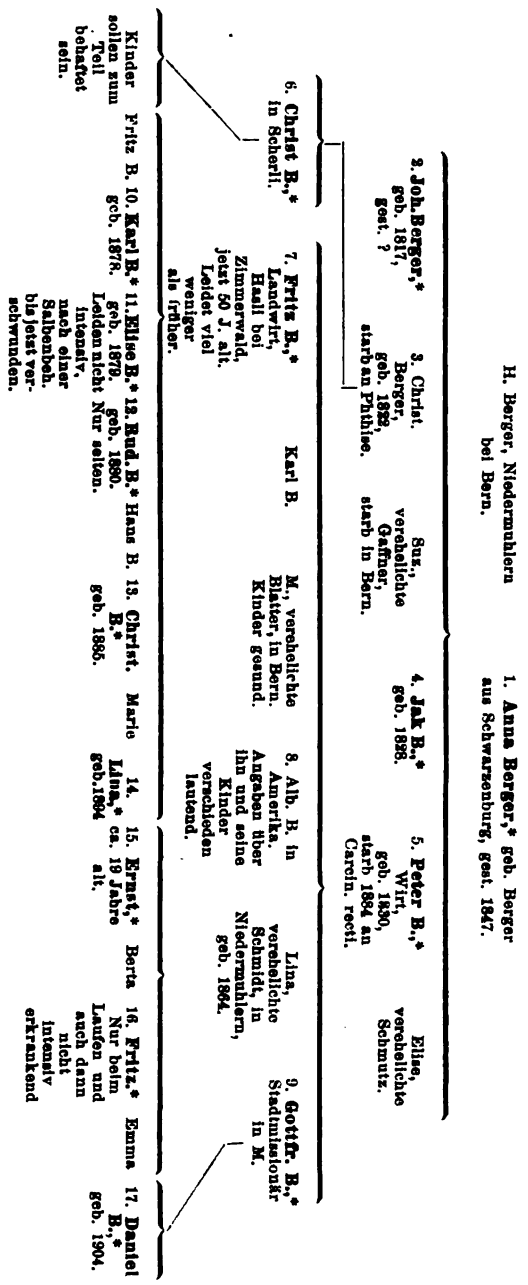 H. Berger, Niedermuhlern
bei Bern.
1. Anna Berger,* geb. Berger
aus Schwarzenburg, gest. 1847.
2. Joh. Berger,*
geb. 1817,
gest. ?
3. Christ.
Berger,
geb. 1822,
starb an Phthise.
Suz.,
verehelichte
Gaffner,
starb in Bern.
4. Jak B.,*
geb. 1828.
5. Peter B.,*
Wirt,
geb. 1830,
starb 1884 an
Carcin. recti.
Elise,
verehelichte
Schmutz.
6. Christ B.,*
in Scherli.
7. Fritz B.,*
Landwirt,
Hasli bei
Zimmerwald,
jetzt 50 J. alt.
Leidet viel
weniger
als früher.
Karl B.
M., verehelichte
Blatter, in Bern.
Kinder gesund.
8. Alb. B. in
Amerika.
Angaben über
ihn und seine
Kinder
verschieden
lautend.
Lina,
verehelichte
Schmidt, in
Niedermuhlern,
geb. 1864.
9. Gottfr. B.,*
Stadtmissionär
in M.
Kinder
sollen zum
Teil
behaftet
sein.
Fritz B.
10. Karl B.*
geb. 1878.
11. Elise B.*
geb. 1879.
Leiden nicht
intensiv,
nach einer
Salbenbeh.
bis jetzt ver-
schwunden.
12. Rud. B.*
geb. 1880.
Nur selten.
Hans B.
13. Christ.
B.*
geb. 1885.
Marie
14.
Lina,*
geb. 1894
15. Ernst,*
ca. 19 Jahre
alt.
Berta
16. Fritz.*
Nur beim
Laufen und
auch dann
nicht
intensiv
erkrankend
Emma
17. Daniel
B.,*
geb. 1904.